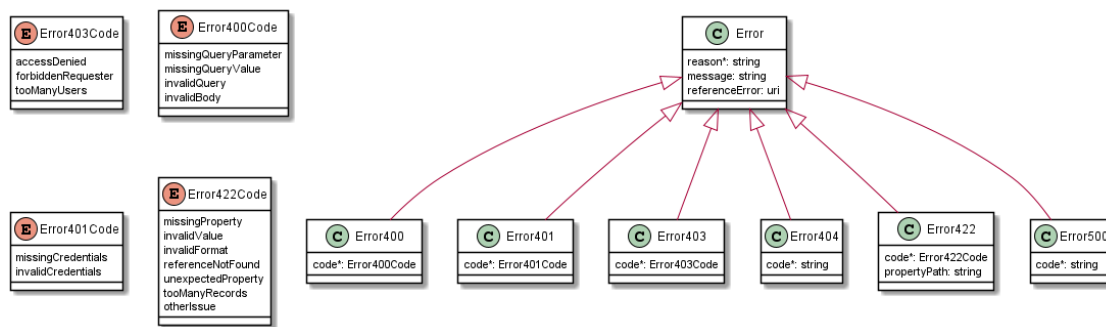 E Error403Code
accessDenied
forbiddenRequester
tooManyUsers
E Error400Code
missingQueryParameter
missingQueryValue
invalidQuery
invalidBody
C Error
reason*: string
message: string
referenceError: uri
E Error401Code
missingCredentials
invalidCredentials
E Error422Code
missingProperty
invalidValue
invalidFormat
referenceNotFound
unexpectedProperty
tooManyRecords
otherIssue
C Error400
code*: Error400Code
C Error401
code*: Error401Code
C Error403
code*: Error403Code
C Error404
code*: string
C Error422
code*: Error422Code
propertyPath: string
C Error500
code*: string